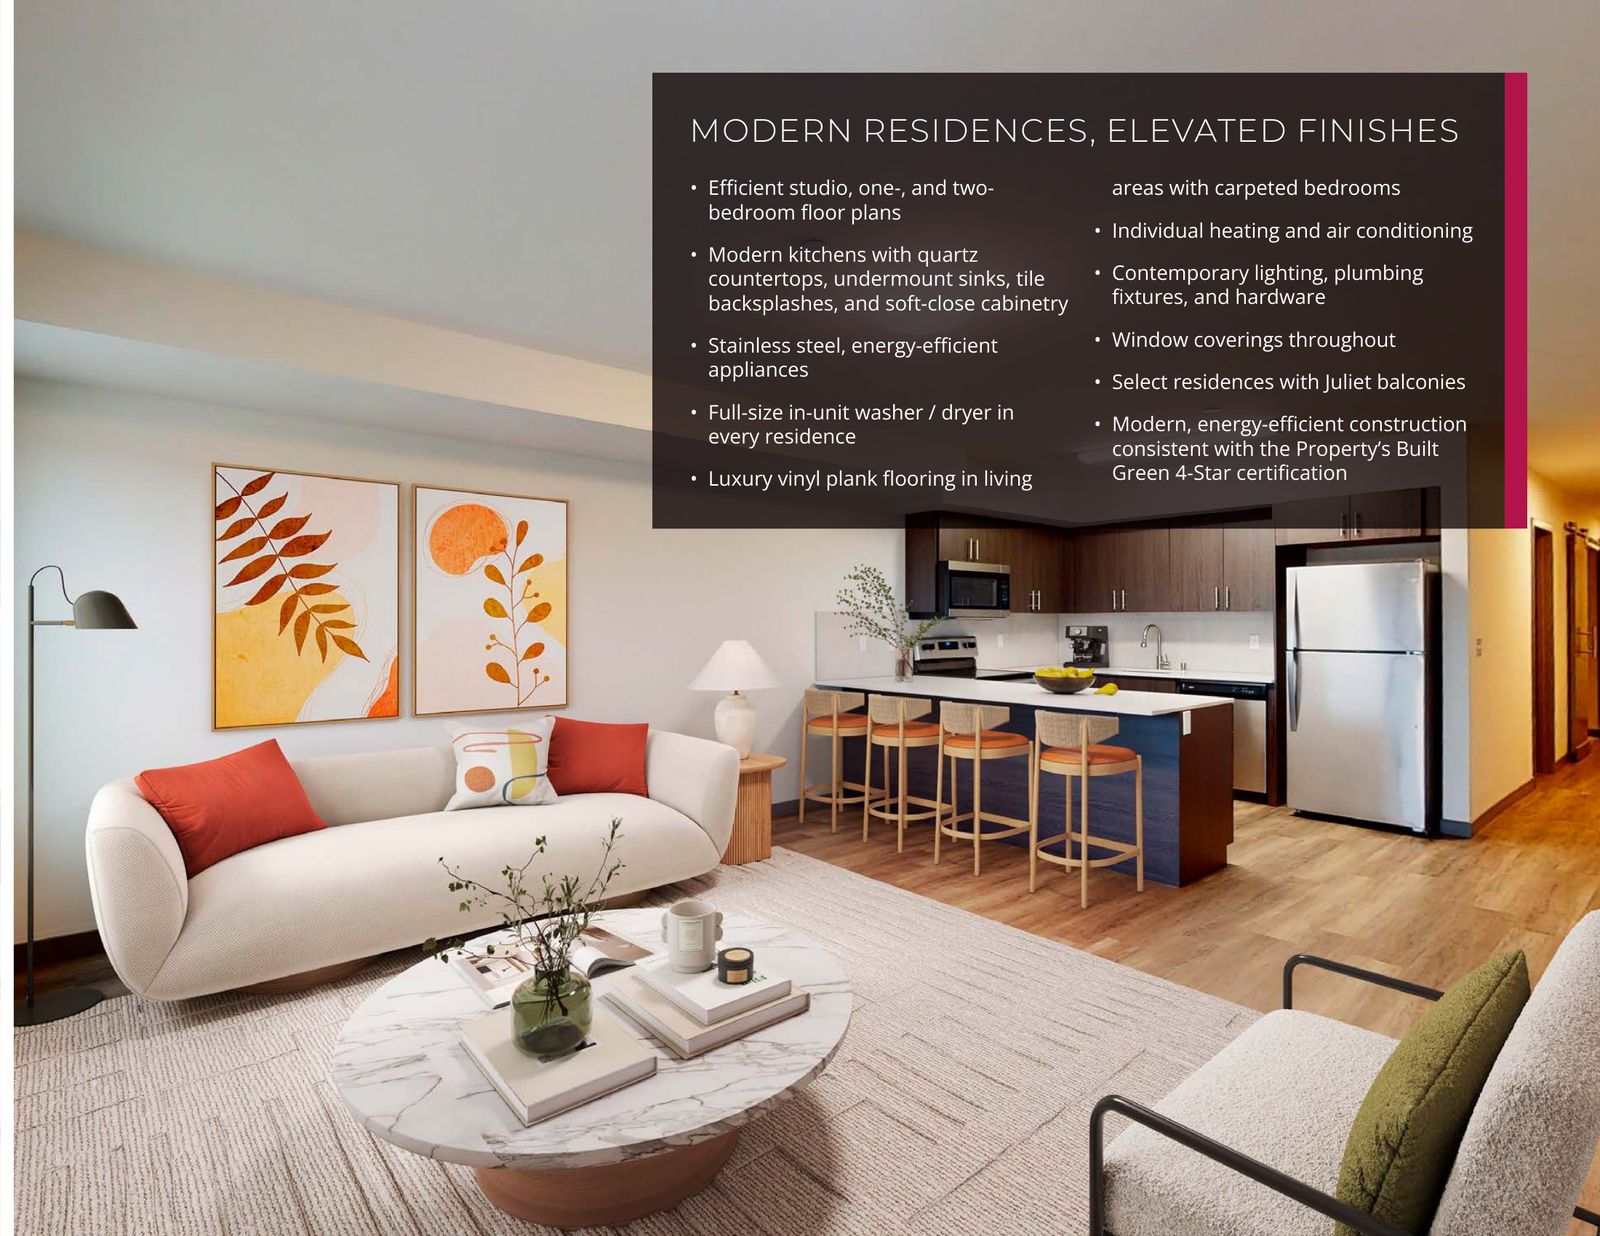 MODERN RESIDENCES, ELEVATED FINISHES
• Efficient studio, one-, and two-
bedroom floor plans
• Modern kitchens with quartz
countertops, undermount sinks, tile
backsplashes, and soft-close cabinetry
• Stainless steel, energy-efficient
appliances
• Full-size in-unit washer / dryer in
every residence
• Luxury vinyl plank flooring in living
areas with carpeted bedrooms
• Individual heating and air conditioning
• Contemporary lighting, plumbing
fixtures, and hardware
• Window coverings throughout
• Select residences with Juliet balconies
• Modern, energy-efficient construction
consistent with the Property’s Built
Green 4-Star certification